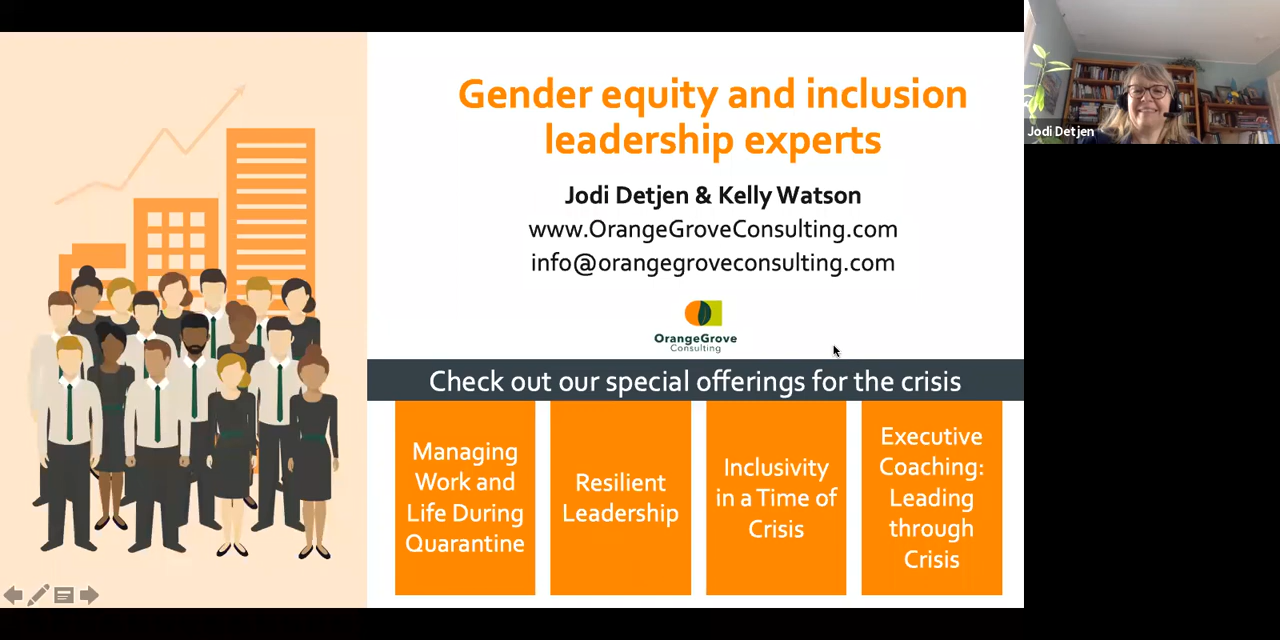 Gender equity and inclusion
leadership experts
Jodi Detjen & Kelly Watson
www.OrangeGroveConsulting.com
info@orangegroveconsulting.com
OrangeGrove
Consulting
Check out our special offerings for the crisis
Managing
Work and
Life During
Quarantine
Resilient
Leadership
Inclusivity
in a Time of
Crisis
Executive
Coaching:
Leading
through
Crisis
Jodi Detjen